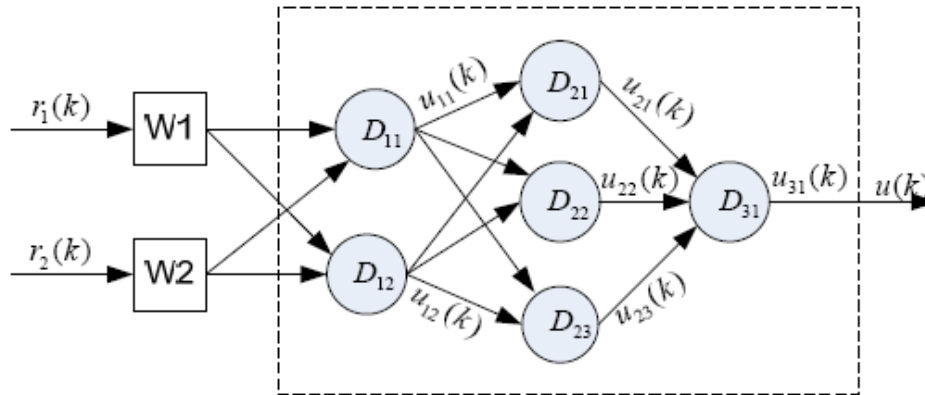 r₁(k)
W1
r₂(k)
W2
D₁₁
D₁₂
u₁₁(k)
u₁₂(k)
D₂₁
D₂₂
D₂₃
u₂₁(k)
u₂₂(k)
u₂₃(k)
D₃₁
u₃₁(k)
u(k)